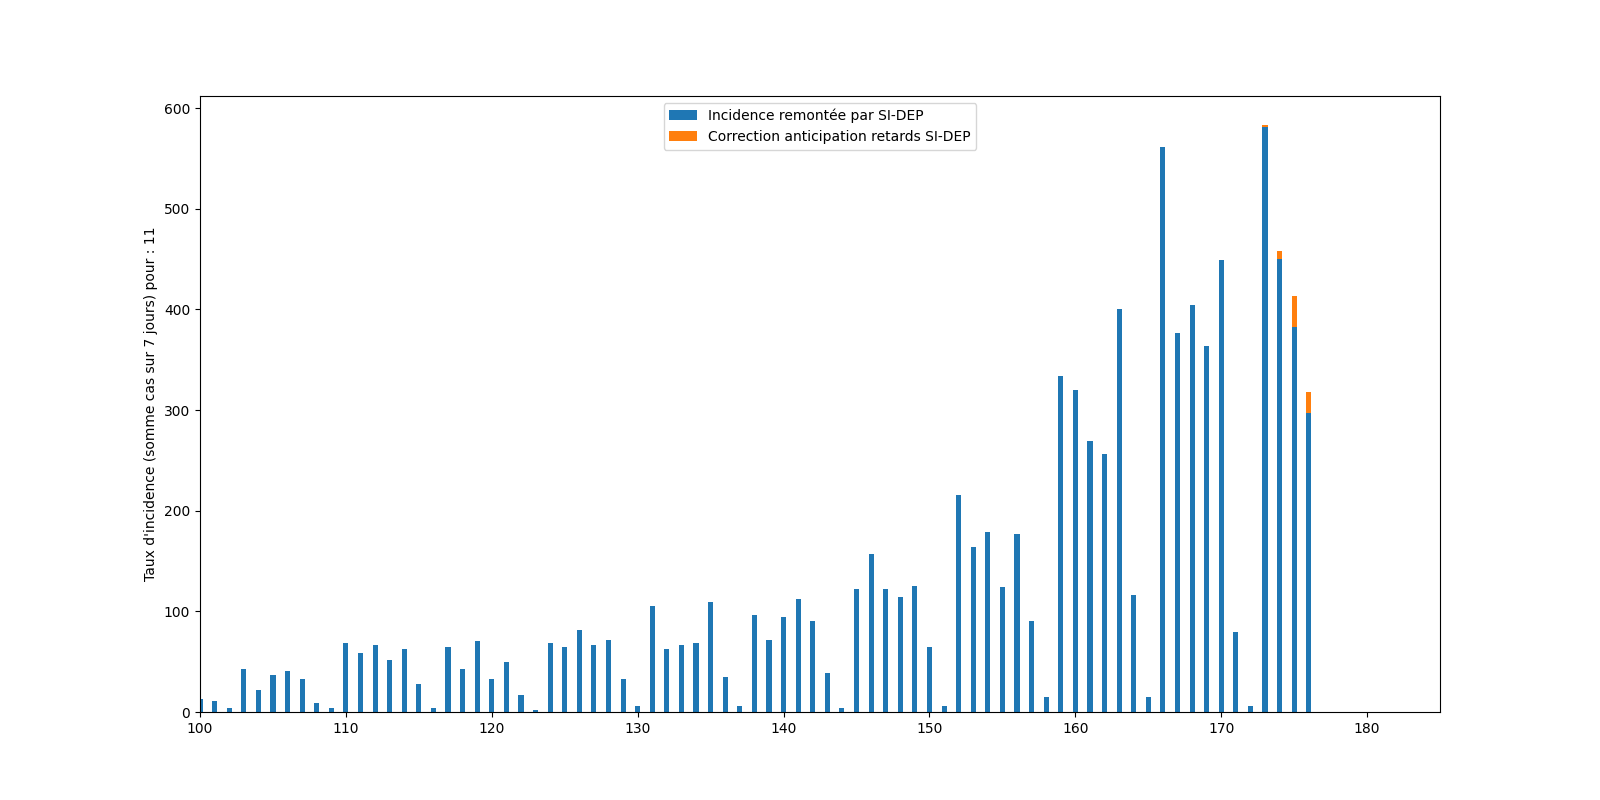 Incidence remontée par SI-DEP
Correction anticipation retards SI-DEP
Taux d'incidence (somme cas sur 7 jours) pour : 11
600
500
400
300
200
100
0
100 110 120 130 140 150 160 170 180